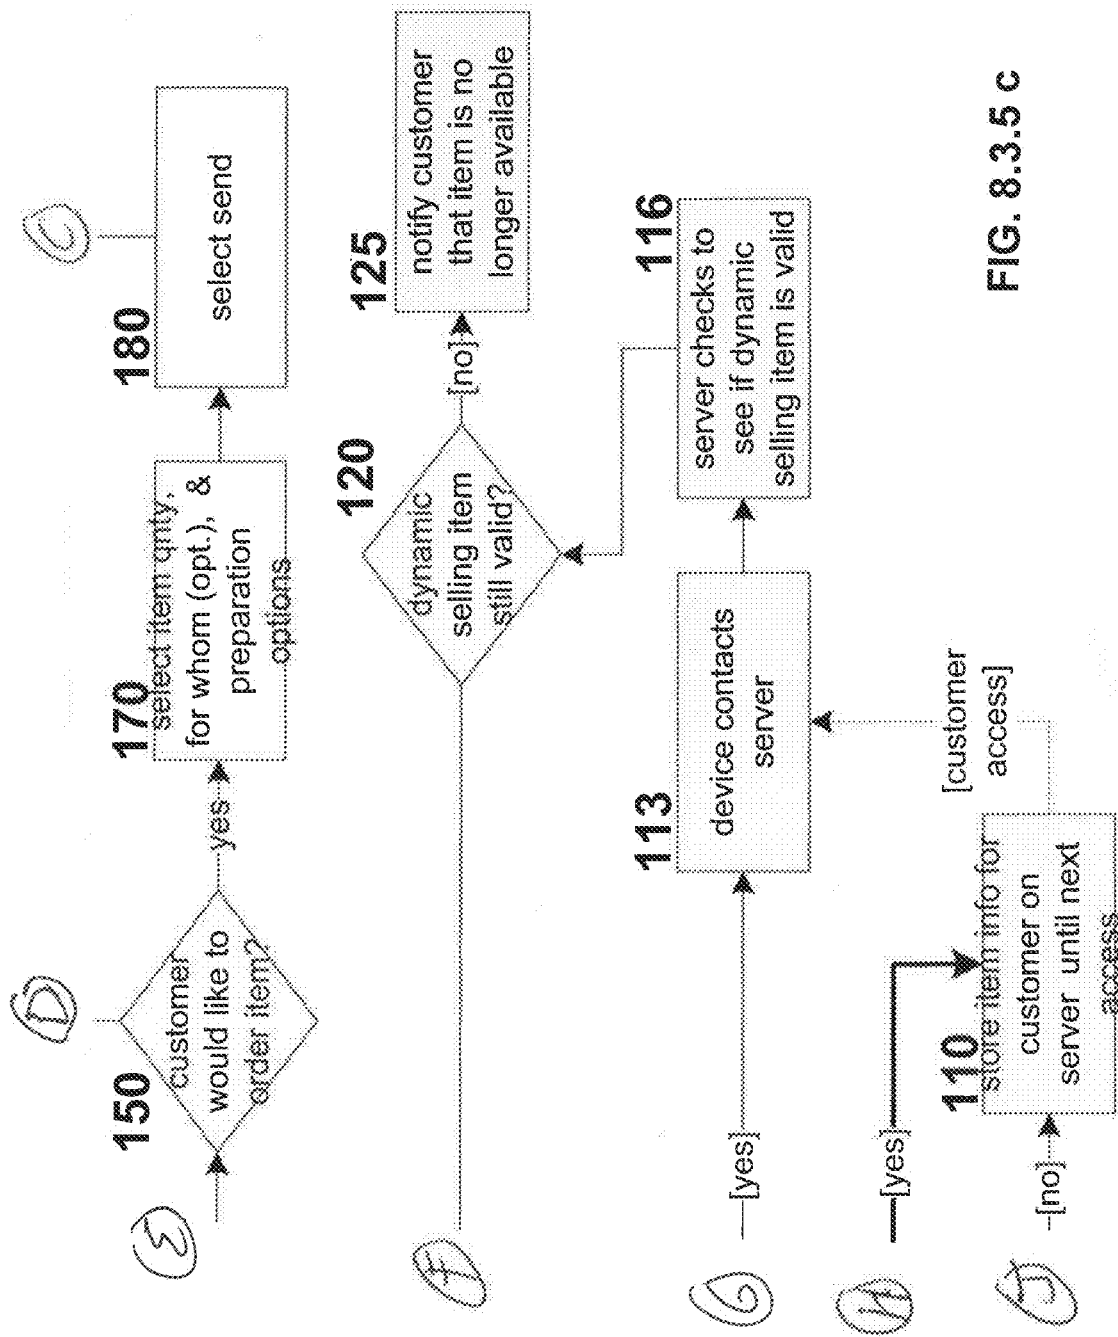 C
D
E
150
customer
would like to
order item?
yes
170
select item qnty,
for whom (opt.), &
preparation
options
180
select send
F
120
dynamic
selling item
still valid?
[no]
125
notify customer
that item is no
longer available
G
[yes]
113
device contacts
server
116
server checks to
see if dynamic
selling item is valid
H
[yes]
J
[no]
110
store item info for
customer on
server until next
access
[customer
access]
FIG. 8.3.5 c